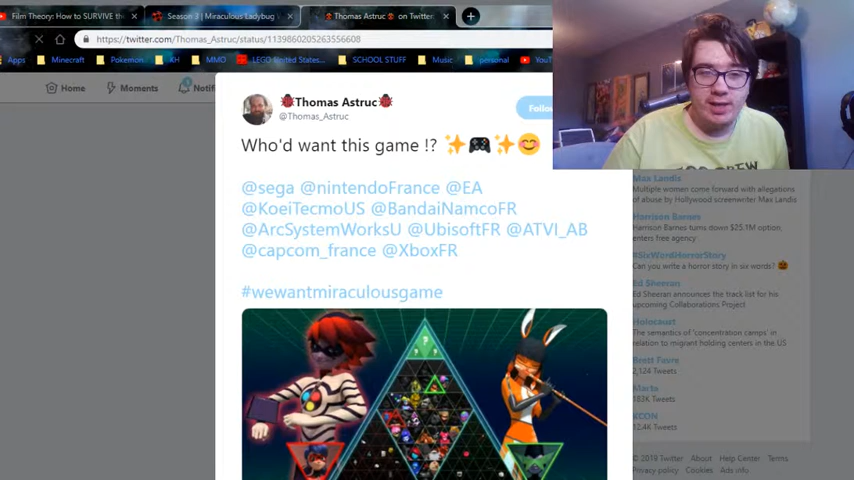 Film Theory: How to SURVIVE the
Season 3 | Miraculous Ladybug
Thomas Astruc on Twitter
https://twitter.com/Thomas_Astruc/status/1139860205263556608
Apps
Minecraft
Pokemon
KH
MMO
LEGO United States...
SCHOOL STUFF
Music
personal
YouT
Home
Moments
Notifi
Thomas Astruc
@Thomas_Astruc
Follo
Who'd want this game !?
@sega @nintendoFrance @EA
@KoeiTecmoUS @BandaiNamcoFR
@ArcSystemWorksU @UbisoftFR @ATVI_AB
@capcom_france @XboxFR
#wewantmiraculousgame
? ? ?
Max Landis
Multiple women come forward with allegations
of abuse by Hollywood screenwriter Max Landis
Harrison Barnes
Harrison Barnes turns down $25.1M option,
enters free agency
#SixWordHorrorStory
Can you write a horror story in six words?
Ed Sheeran
Ed Sheeran announces the track list for his
upcoming Collaborations Project
Holocaust
The semantics of 'concentration camps' in
relation to migrant holding centers in the US
Brett Favre
2,124 Tweets
Marta
183K Tweets
12.4K Tweets
© 2019 Twitter About Help Center Terms
Privacy policy Cookies Ads info